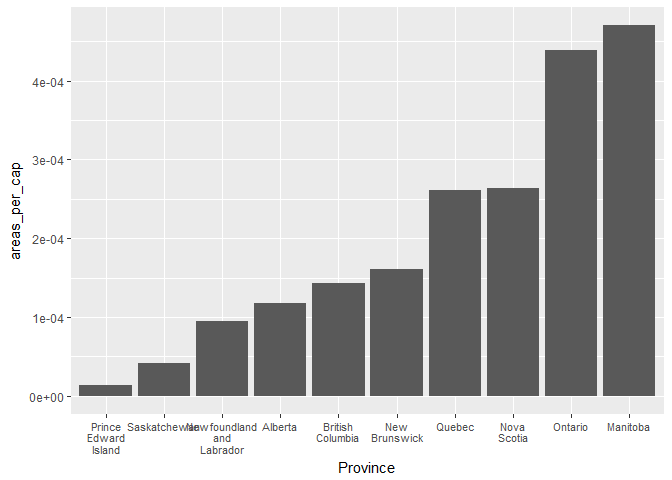 areas_per_cap
4e-04
3e-04
2e-04
1e-04
0e+00
Prince
Edward
Island
Saskatchewan
Newfoundland
and
Labrador
Alberta
British
Columbia
New
Brunswick
Quebec
Nova
Scotia
Ontario
Manitoba
Province